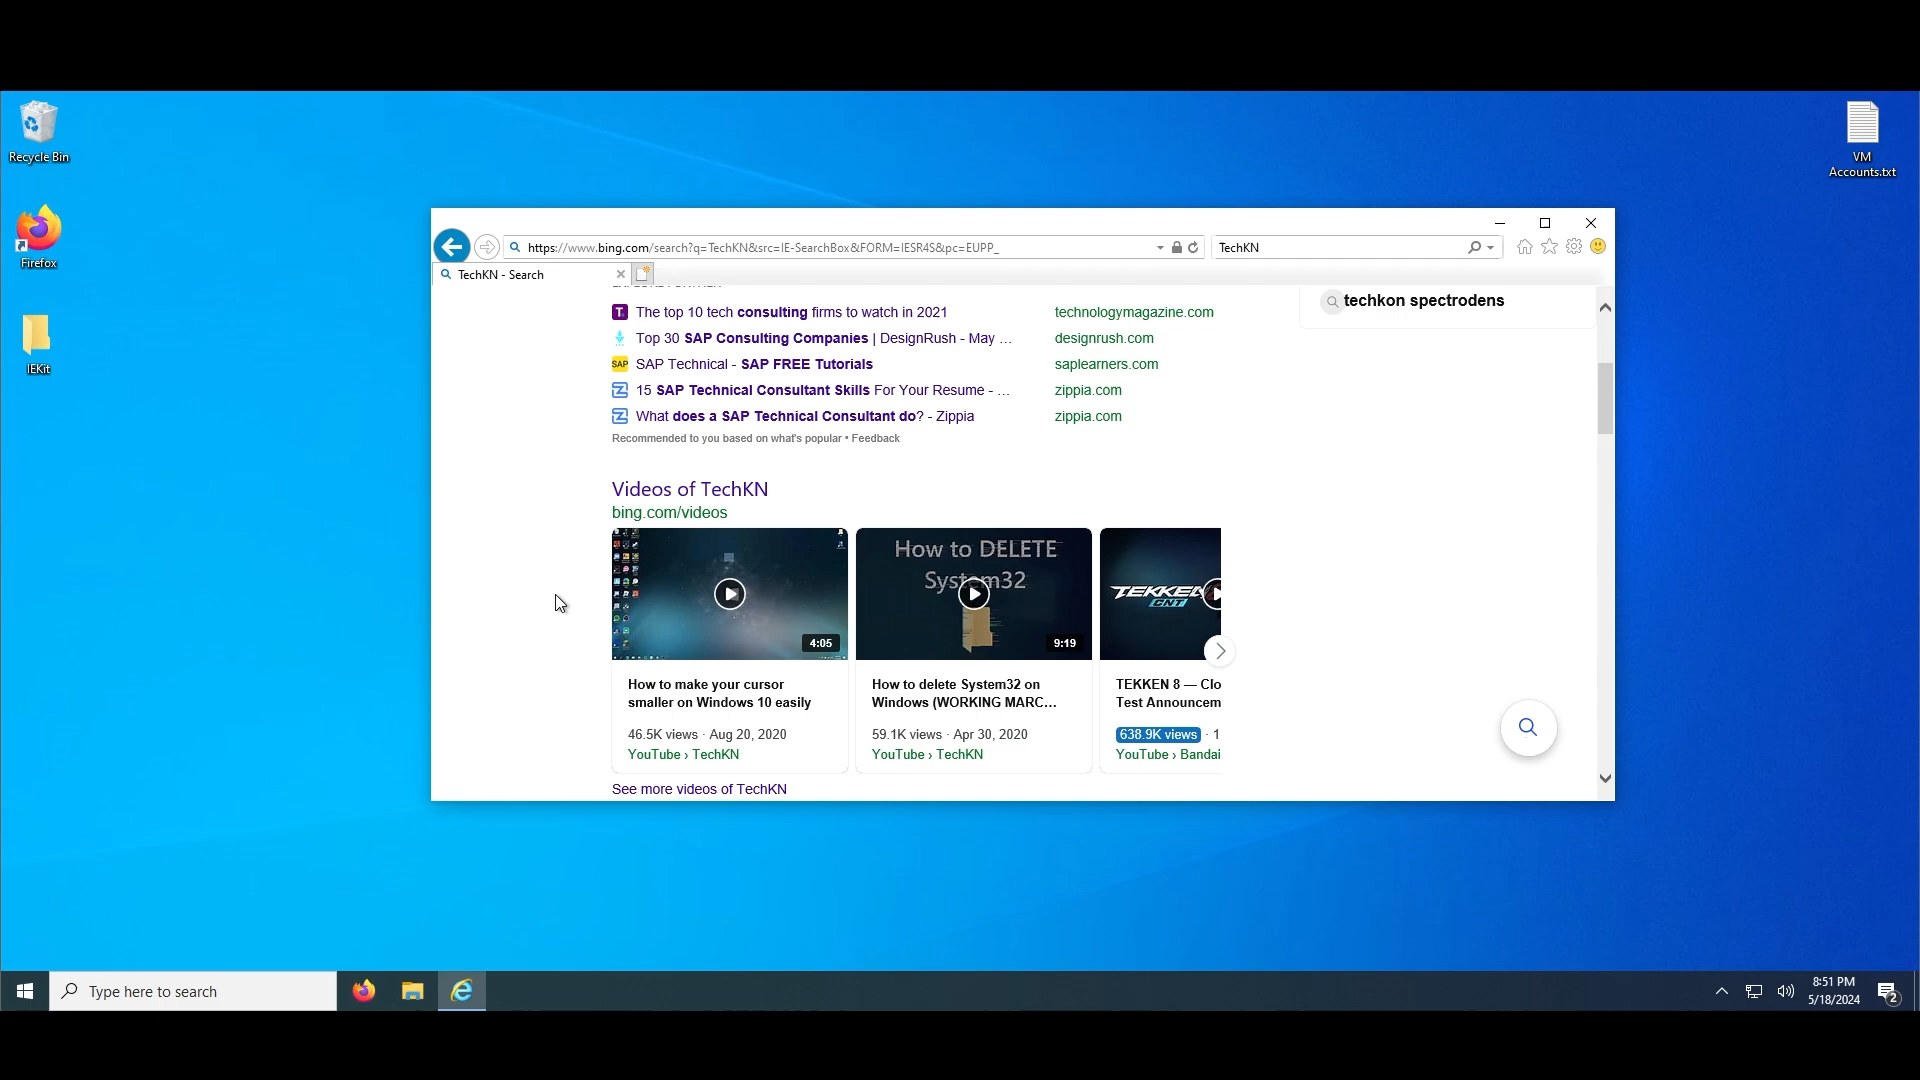 Recycle Bin
Firefox
IEKit
VM
Accounts.txt
https://www.bing.com/search?q=TechKN&src=IE-SearchBox&FORM=IESR4S&pc=EUPP_
TechKN
TechKN - Search
techkon spectrodens
The top 10 tech consulting firms to watch in 2021 technologymagazine.com
Top 30 SAP Consulting Companies | DesignRush - May ... designrush.com
SAP SAP Technical - SAP FREE Tutorials saplearners.com
15 SAP Technical Consultant Skills For Your Resume - ... zippia.com
What does a SAP Technical Consultant do? - Zippia zippia.com
Recommended to you based on what's popular • Feedback
Videos of TechKN
bing.com/videos
4:05
How to make your cursor
smaller on Windows 10 easily
46.5K views · Aug 20, 2020
YouTube › TechKN
How to DELETE
System32
9:19
How to delete System32 on
Windows (WORKING MARC...
59.1K views · Apr 30, 2020
YouTube › TechKN
TEKKEN
CNT
TEKKEN 8 — Clo
Test Announcem
638.9K views · 1
YouTube › Bandai
See more videos of TechKN
Type here to search
8:51 PM
5/18/2024
2